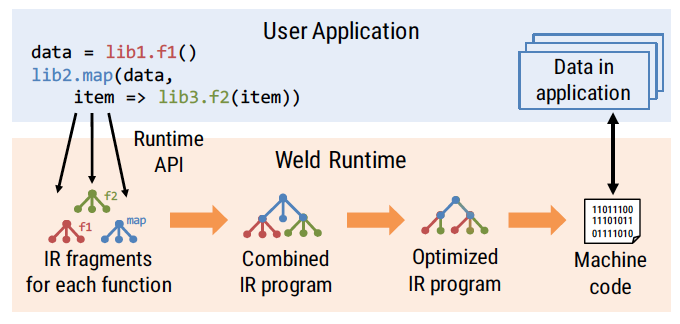 User Application
data = lib1.f1()
lib2.map(data,
item => lib3.f2(item))
Data in
application
Runtime
API
Weld Runtime
f2
f1
map
IR fragments
for each function
Combined
IR program
Optimized
IR program
11011100
11101011
01111010
Machine
code